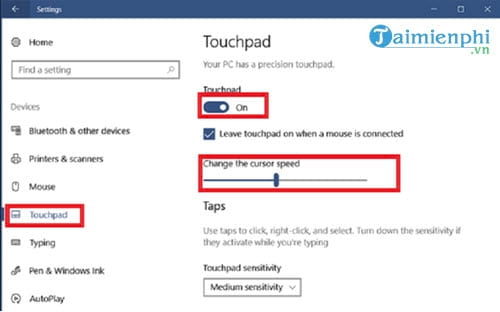 Settings
Home
Find a setting
Devices
Bluetooth & other devices
Printers & scanners
Mouse
Touchpad
Typing
Pen & Windows Ink
AutoPlay
Taimienphi
.vn
Touchpad
Your PC has a precision touchpad.
Touchpad
On
Leave touchpad on when a mouse is connected
Change the cursor speed
Taps
Use taps to click, right-click, and select. Turn down the sensitivity if
they activate while you're typing
Touchpad sensitivity
Medium sensitivity